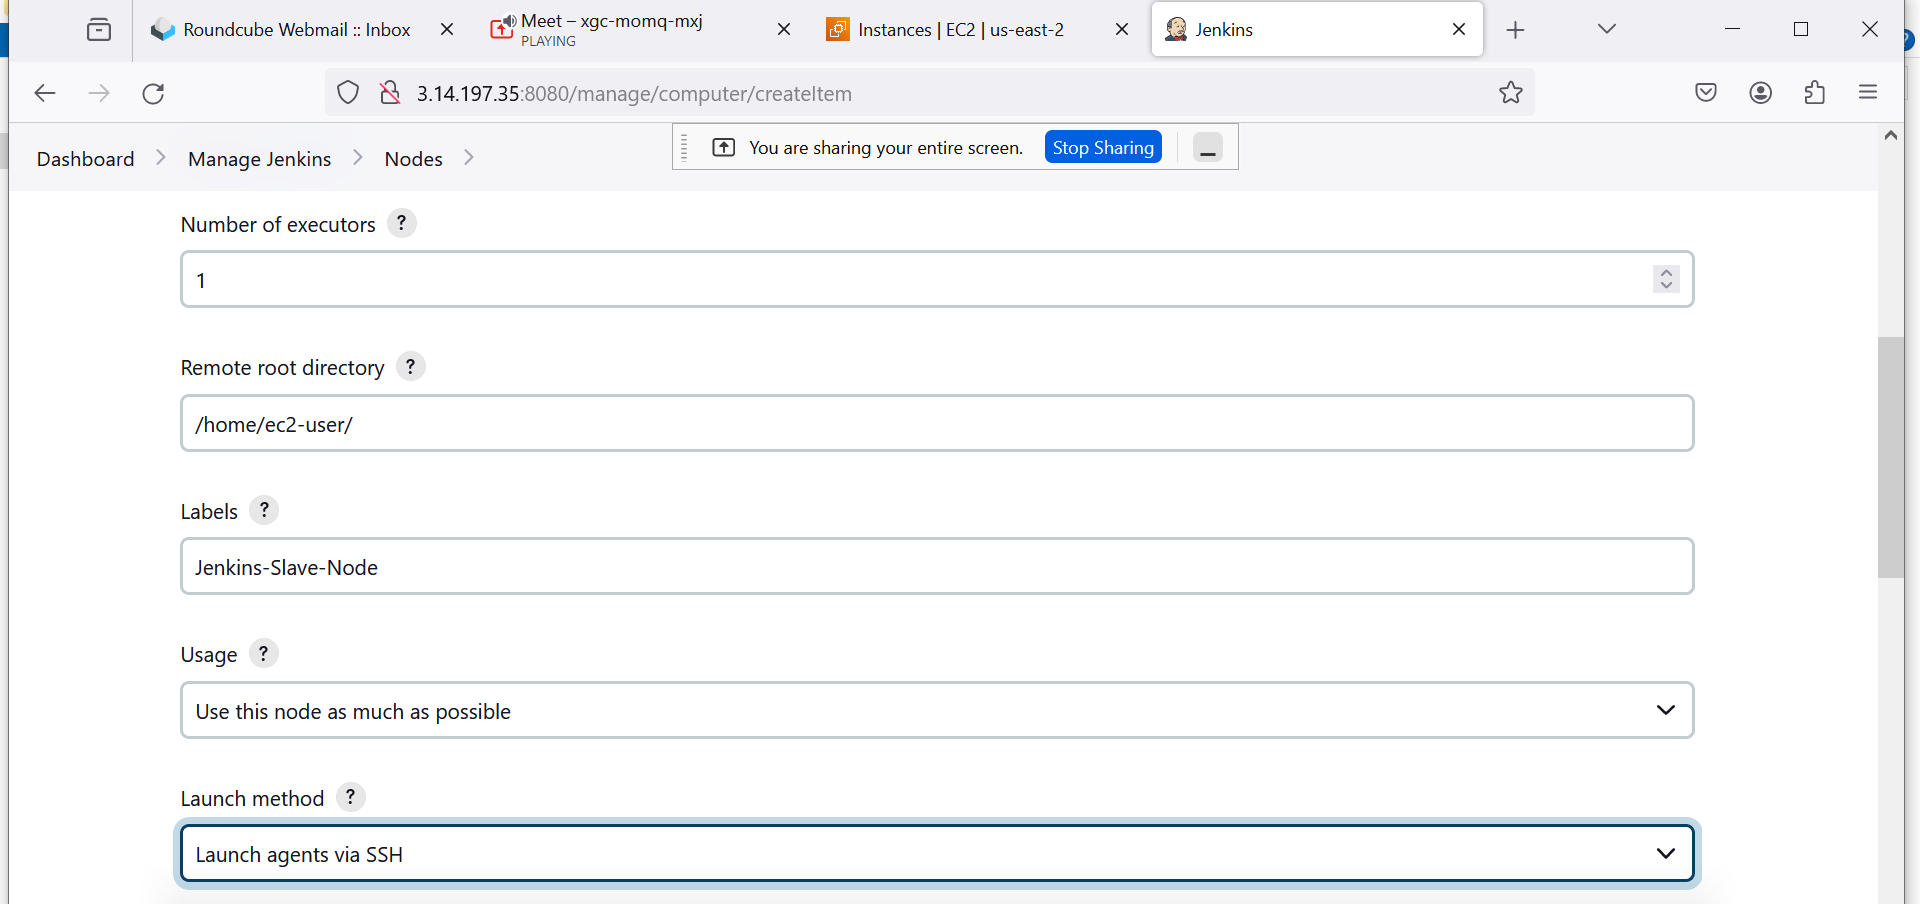 Roundcube Webmail :: Inbox
Meet – xgc-momq-mxj
PLAYING
Instances | EC2 | us-east-2
Jenkins
3.14.197.35:8080/manage/computer/createItem
You are sharing your entire screen. Stop Sharing
Dashboard Manage Jenkins Nodes
Number of executors ?
1
Remote root directory ?
/home/ec2-user/
Labels ?
Jenkins-Slave-Node
Usage ?
Use this node as much as possible
Launch method ?
Launch agents via SSH